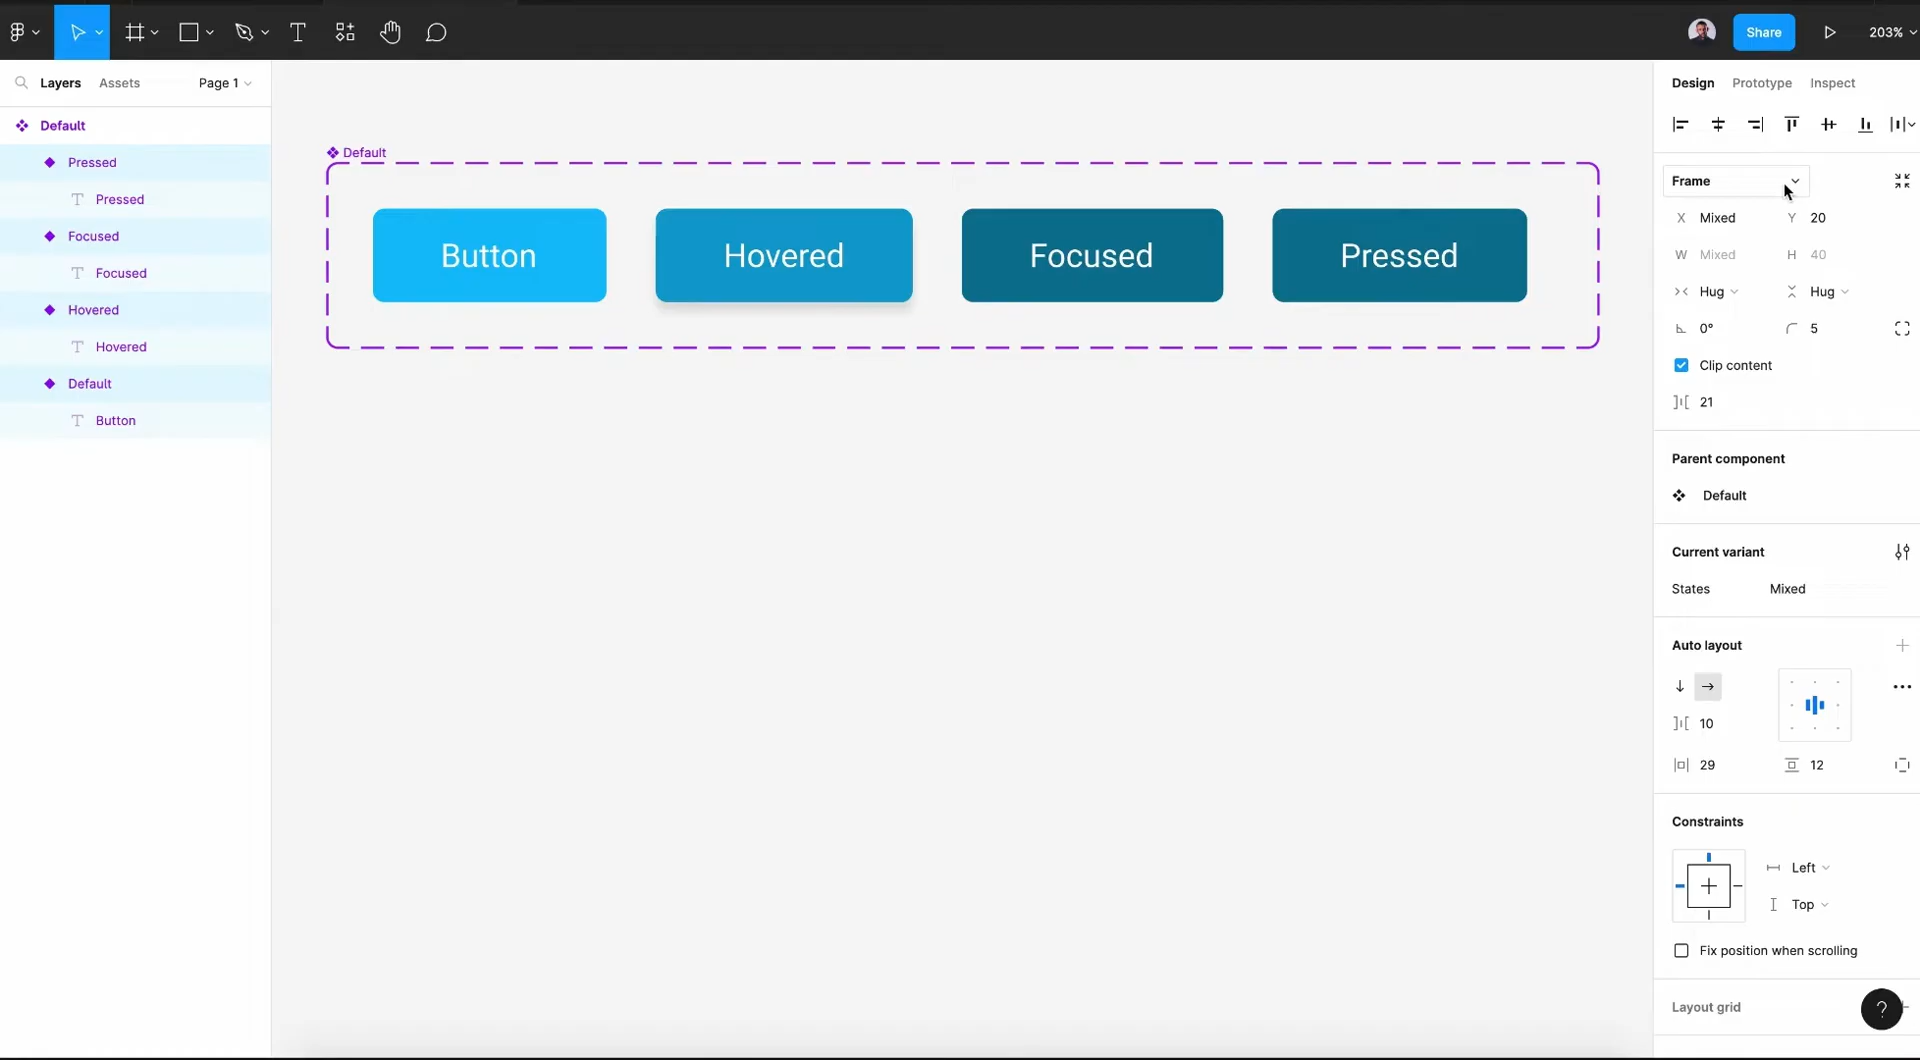 Share
203%
Layers
Assets
Page 1
Default
Pressed
Pressed
Focused
Focused
Hovered
Hovered
Default
Button
Default
Button
Hovered
Focused
Pressed
Design
Prototype
Inspect
Frame
X Mixed
Y 20
W Mixed
H 40
Hug
Hug
0°
5
Clip content
21
Parent component
Default
Current variant
States Mixed
Auto layout
10
29
12
Constraints
Left
Top
Fix position when scrolling
Layout grid
?